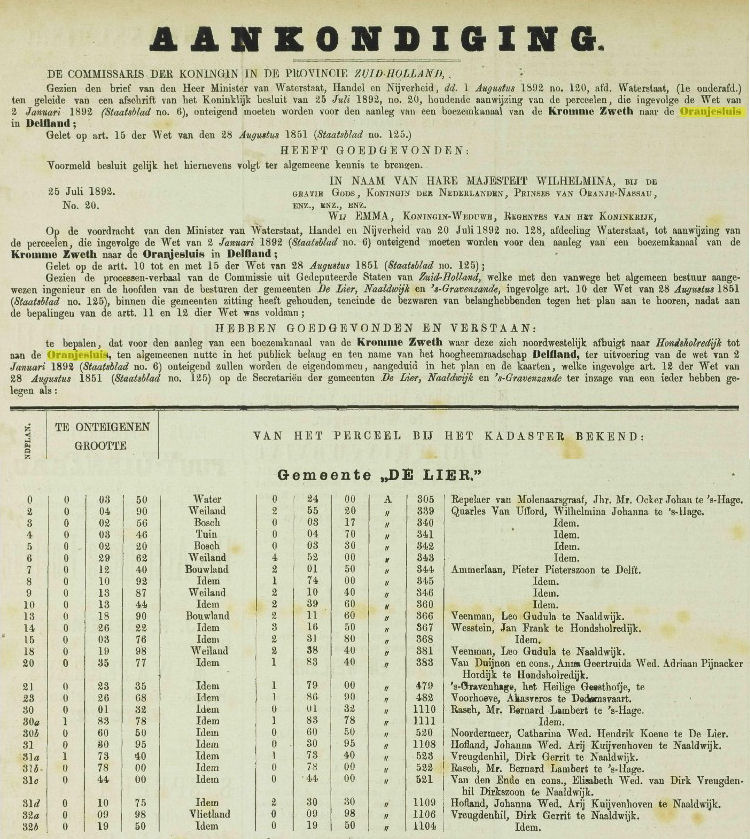 AANKONDIGING.
DE COMMISSARIS DER KONINGIN IN DE PROVINCIE ZUID-HOLLAND,
Gezien den brief van den Heer Minister van Waterstaat, Handel en Nijverheid, dd. 1 Augustus 1892 no. 120, afd. Waterstaat, (1e onderafd.)
ten geleide van een afschrift van het Koninklijk besluit van 25 Juli 1892, no. 20, houdende aanwijzing van de perceelen, die ingevolge de Wet van
2 Januari 1892 (Staatsblad no. 6), onteigend moeten worden voor den aanleg van een boezemkanaal van de Kromme Zweth naar de Oranjesluis
in Delfland;
Gelet op art. 15 der Wet van den 28 Augustus 1851 (Staatsblad no. 125.)
HEEFT GOEDGEVONDEN:
Voormeld besluit gelijk het hiernevens volgt ter algemeene kennis te brengen.
IN NAAM VAN HARE MAJESTEIT WILHELMINA, BIJ DE
25 Juli 1892. GRATIE GODS, KONINGIN DER NEDERLANDEN, PRINSES VAN ORANJE-NASSAU,
No. 20. ENZ., ENZ., ENZ.
WIJ EMMA, KONINGIN-WEDUWE, REGENTES VAN HET KONINKRIJK,
Op de voordracht van den Minister van Waterstaat, Handel en Nijverheid van 20 Juli 1892 no. 128, afdeeling Waterstaat, tot aanwijzing van
de perceelen, die ingevolge de Wet van 2 Januari 1892 (Staatsblad no. 6) onteigend moeten worden voor den aanleg van een boezemkanaal van de
Kromme Zweth naar de Oranjesluis in Delfland;
Gelet op de artt. 10 tot en met 15 der Wet van 28 Augustus 1851 (Staatsblad no. 125);
Gezien de processen-verbaal van de Commissie uit Gedeputeerde Staten van Zuid-Holland, welke met den vanwege het algemeen bestuur aange-
wezen ingenieur en de hoofden van de besturen der gemeenten De Lier, Naaldwijk en 's-Gravenzande, ingevolge art. 10 der Wet van 28 Augustus 1851
(Staatsblad no. 125), binnen die gemeenten zitting heeft gehouden, teneinde de bezwaren van belanghebbenden tegen het plan aan te hooren, nadat aan
de bepalingen van de artt. 11 en 12 dier Wet was voldaan;
HEBBEN GOEDGEVONDEN EN VERSTAAN:
te bepalen, dat voor den aanleg van een boezemkanaal van de Kromme Zweth waar deze zich noordwestelijk afbuigt naar Hondsholredijk tot
aan de Oranjesluis, ten algemeenen nutte in het publiek belang en ten name van het hoogheemraadschap Delfland, ter uitvoering van de wet van 2
Januari 1892 (Staatsblad no. 6) onteigend zullen worden de eigendommen, aangeduid in het plan en de kaarten, welke ingevolge art. 12 der Wet van
28 Augustus 1851 (Staatsblad no. 125) op de Secretariën der gemeenten De Lier, Naaldwijk en 's-Gravenzande ter inzage van een ieder hebben ge-
legen als:
NDPLAN. TE ONTEIGENEN GROOTTE VAN HET PERCEEL BIJ HET KADASTER BEKEND:
Gemeente „DE LIER."
0 0 03 50 Water 0 24 00 A 305 Repelaer van Molenaarsgraaf, Jhr. Mr. Ocker Johan te 's-Hage.
2 0 04 90 Weiland 2 55 20 „ 339 Quarles Van Ufford, Wilhelmina Johanna te 's-Hage.
3 0 02 56 Bosch 0 03 17 „ 340 Idem.
4 0 03 46 Tuin 0 04 70 „ 341 Idem.
5 0 02 20 Bosch 0 03 30 „ 342 Idem.
6 0 29 62 Weiland 4 52 00 „ 343 Idem.
7 0 12 40 Bouwland 2 01 50 „ 344 Ammerlaan, Pieter Pieterszoon te Delft.
8 0 10 92 Idem 1 74 00 „ 345 Idem.
9 0 13 87 Weiland 2 10 40 „ 346 Idem.
10 0 13 44 Idem 2 39 60 „ 360 Idem.
13 0 18 90 Bouwland 2 11 60 „ 366 Veenman, Leo Gudula te Naaldwijk.
14 0 26 22 Idem 3 16 50 „ 367 Wesstein, Jan Frank te Hondsholredijk.
15 0 03 76 Idem 2 31 80 „ 368 Idem.
18 0 19 98 Weiland 2 38 40 „ 381 Veenman, Leo Gudula te Naaldwijk.
20 0 35 77 Idem 1 83 40 „ 383 Van Duijnon en cons., Anna Geertruida Wed. Adriaan Pijnacker
Hordijk te Hondsholredijk.
21 0 23 35 Idem 1 79 00 „ 479 's-Gravenhage, het Heilige Geesthofje, te
23 0 26 68 Idem 1 86 90 „ 482 Voorhoeve, Ahasveros te Dedemsvaart.
30 0 01 32 Idem 0 01 32 „ 1110 Rasch, Mr. Bernard Lambert te 's-Hage.
30a 1 83 78 Idem 1 83 78 „ 1111 Idem.
30b 0 60 50 Idem 0 60 50 „ 520 Noordermeer, Catharina Wed. Hendrik Koene te De Lier.
31 0 30 95 Idem 0 30 95 „ 1108 Hofland, Johanna Wed. Arij Kuijvenhoven te Naaldwijk.
31a 1 73 40 Idem 1 73 40 „ 523 Vreugdenhil, Dirk Gerrit te Naaldwijk.
31b 0 78 00 Idem 0 78 00 „ 522 Rasch, Mr. Bernard Lambert te 's-Hage.
31c 0 44 00 Idem 0 44 00 „ 521 Van den Ende en cons., Elisabeth Wed. van Dirk Vreugden-
hil Dirkszoon te Naaldwijk.
31d 0 10 75 Idem 2 30 30 „ 1109 Hofland, Johanna Wed. Arij Kuijvenhoven te Naaldwijk.
32a 0 09 98 Vlietland 0 09 98 „ 1106 Vreugdenhil, Dirk Gerrit te Naaldwijk.
32b 0 19 50 Idem 0 19 50 „ 1104 Idem.